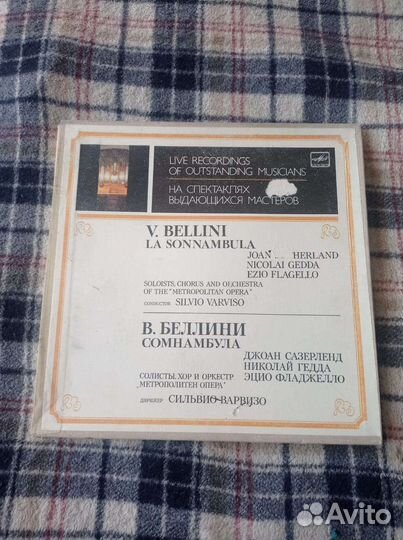 LIVE RECORDINGS
OF OUTSTANDING MUSICIANS
НА СПЕКТАКЛЯХ
ВЫДАЮЩИХСЯ МАСТЕРОВ
V. BELLINI
LA SONNAMBULA
JOAN HERLAND
NICOLAI GEDDA
EZIO FLAGELLO
SOLOISTS, CHORUS AND ORCHESTRA
OF THE "METROPOLITAN OPERA"
CONDUCTOR SILVIO VARVISO
В. БЕЛЛИНИ
СОМНАМБУЛА
ДЖОАН САЗЕРЛЕНД
НИКОЛАЙ ГЕДДА
ЭЦИО ФЛАДЖЕЛЛО
СОЛИСТЫ, ХОР И ОРКЕСТР
"МЕТРОПОЛИТЕН ОПЕРА"
ДИРИЖЕР СИЛЬВИО ВАРВИЗО
Avito